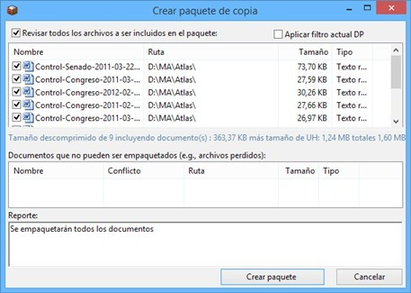 Crear paquete de copia
Revisar todos los archivos a ser incluidos en el paquete:
Aplicar filtro actual DP
Nombre Ruta Tamaño Tipo
Control-Senado-2011-03-22... D:\MA\Atlas\ 73,70 KB Texto r...
Control-Congreso-2011-03-... D:\MA\Atlas\ 27,59 KB Texto r...
Control-Congreso-2012-02-... D:\MA\Atlas\ 30,26 KB Texto r...
Control-Congreso-2011-02-... D:\MA\Atlas\ 27,66 KB Texto r...
Control-Congreso-2011-03-... D:\MA\Atlas\ 26,97 KB Texto r...
Tamaño descomprimido de 9 incluyendo documento(s) : 363,37 KB más tamaño de UH: 1,24 MB totales 1,60 MB
Documentos que no pueden ser empaquetados (e.g., archivos perdidos):
Nombre Conflicto Ruta Tamaño Tipo
Reporte:
Se empaquetarán todos los documentos
Crear paquete Cancelar